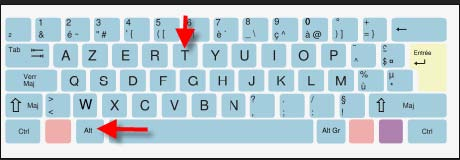 ² 1 & 2 é ~ 3 " # 4 ' { 5 ( [ 6 7 è ` 8 _ \ 9 ç ^ 0 à @ ° ) ] + = } ←
Tab A Z E R T Y U I O P ¨ ^ £ $ ¤ Entrée
Verr Maj Q S D F G H J K L M % ù µ *
⇧ Maj > < W X C V B N ? , . ; / : § ! ⇧ Maj
Ctrl Alt Alt Gr Ctrl